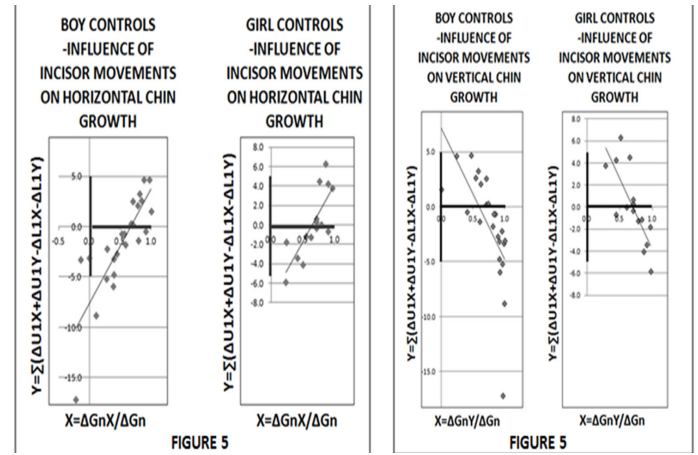 BOY CONTROLS
-INFLUENCE OF
INCISOR MOVEMENTS
ON HORIZONTAL CHIN
GROWTH
Y=Σ(ΔU1X+ΔU1Y-ΔL1X-ΔL1Y)
5.0
0.0
-0.5
0.0
0.5
1.0
-5.0
-10.0
-15.0
X=ΔGnX/ΔGn
GIRL CONTROLS
-INFLUENCE OF
INCISOR MOVEMENTS
ON HORIZONTAL CHIN
GROWTH
Y=Σ(ΔU1X+ΔU1Y-ΔL1X-ΔL1Y)
8.0
6.0
4.0
2.0
0.0
0.0
0.5
1.0
-2.0
-4.0
-6.0
-8.0
X=ΔGnX/ΔGn
FIGURE 5
BOY CONTROLS
-INFLUENCE OF
INCISOR MOVEMENTS
ON VERTICAL CHIN
GROWTH
Y=Σ(ΔU1X+ΔU1Y-ΔL1X-ΔL1Y)
5.0
0.0
0.0
0.5
1.0
-5.0
-10.0
-15.0
X=ΔGnY/ΔGn
GIRL CONTROLS
-INFLUENCE OF
INCISOR MOVEMENTS
ON VERTICAL CHIN
GROWTH
Y=Σ(ΔU1X+ΔU1Y-ΔL1X-ΔL1Y)
8.0
6.0
4.0
2.0
0.0
0.0
0.5
1.0
-2.0
-4.0
-6.0
-8.0
X=ΔGnY/ΔGn
FIGURE 5